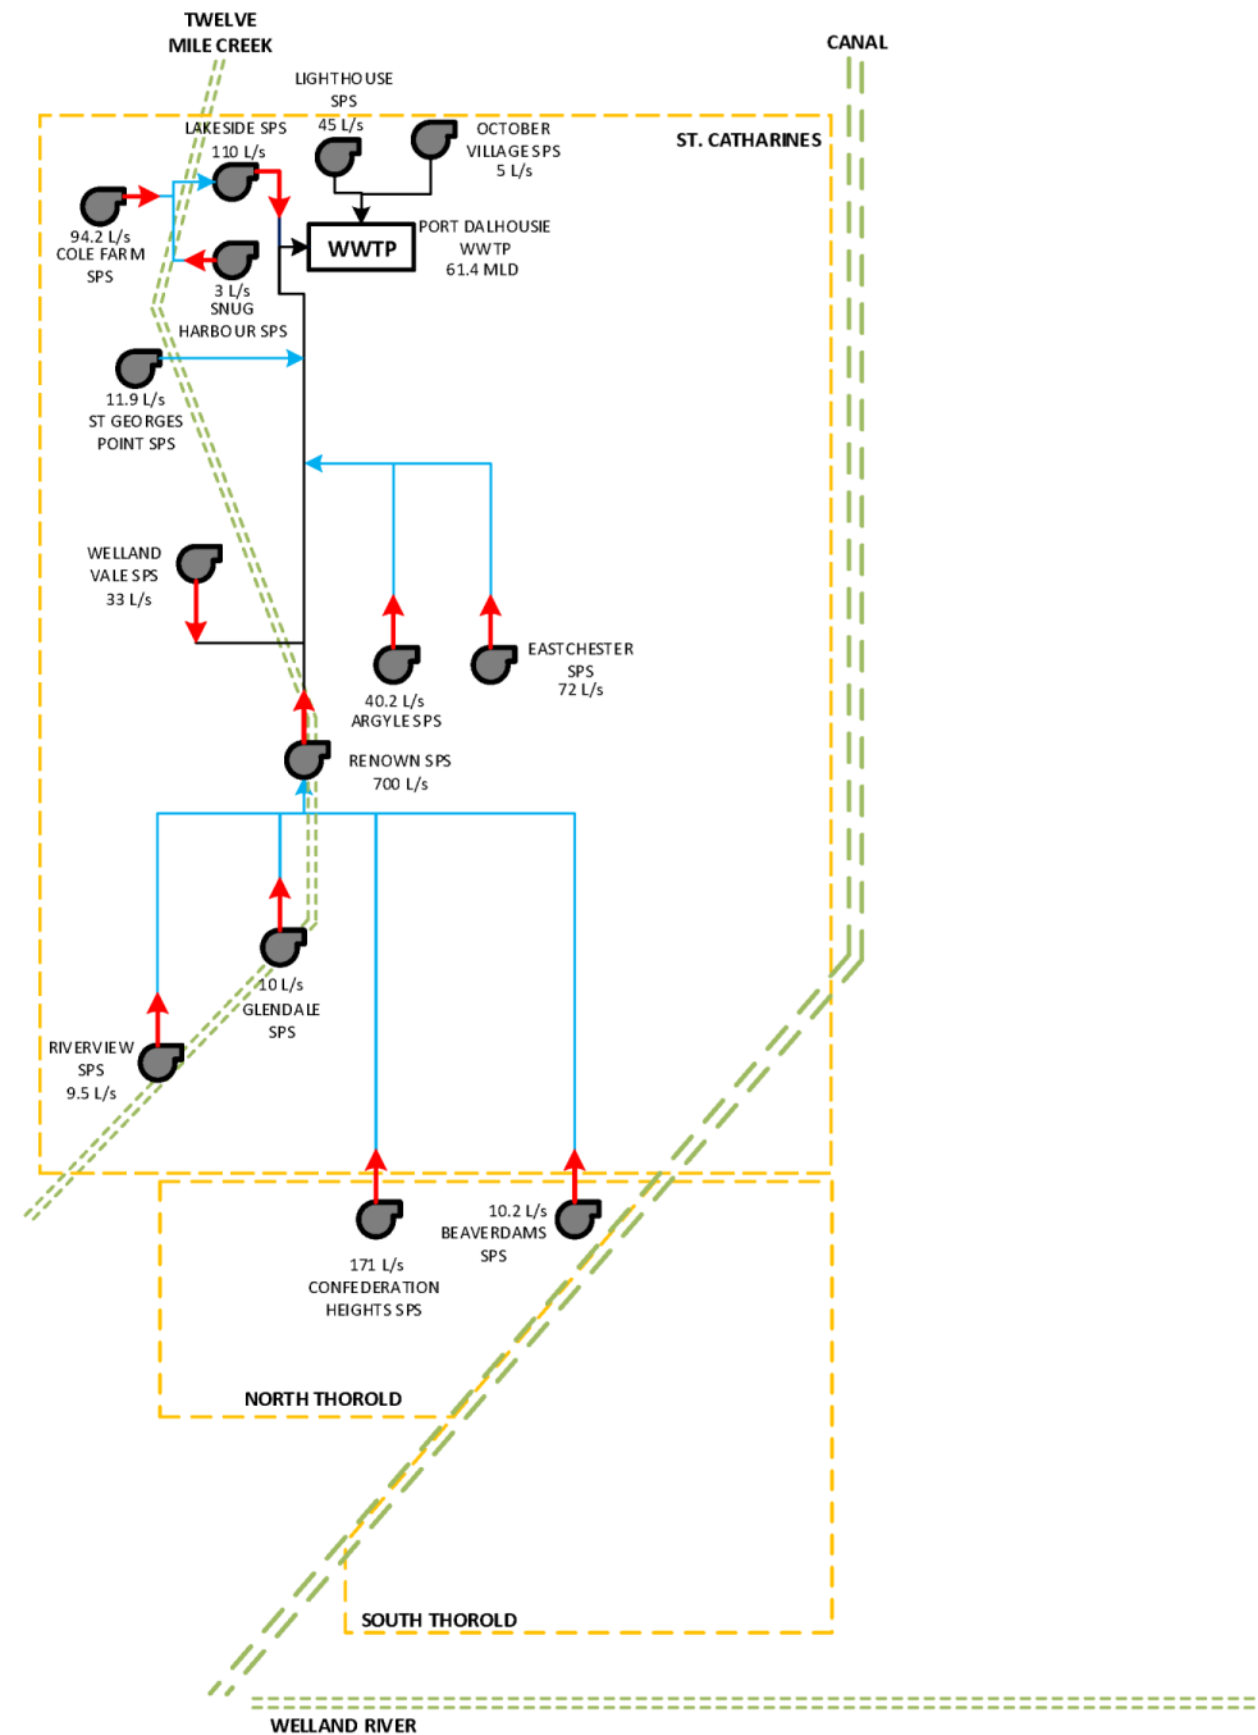 TWELVE
MILE CREEK
CANAL
LIGHTHOUSE
SPS
45 L/s
LAKESIDE SPS
110 L/s
OCTOBER
VILLAGE SPS
5 L/s
ST. CATHARINES
94.2 L/s
COLE FARM
SPS
WWTP
PORT DALHOUSIE
WWTP
61.4 MLD
3 L/s
SNUG
HARBOUR SPS
11.9 L/s
ST GEORGES
POINT SPS
WELLAND
VALE SPS
33 L/s
EASTCHESTER
SPS
72 L/s
40.2 L/s
ARGYLE SPS
RENOWN SPS
700 L/s
10 L/s
GLENDALE
SPS
RIVERVIEW
SPS
9.5 L/s
10.2 L/s
BEAVERDAMS
SPS
171 L/s
CONFEDERATION
HEIGHTS SPS
NORTH THOROLD
SOUTH THOROLD
WELLAND RIVER